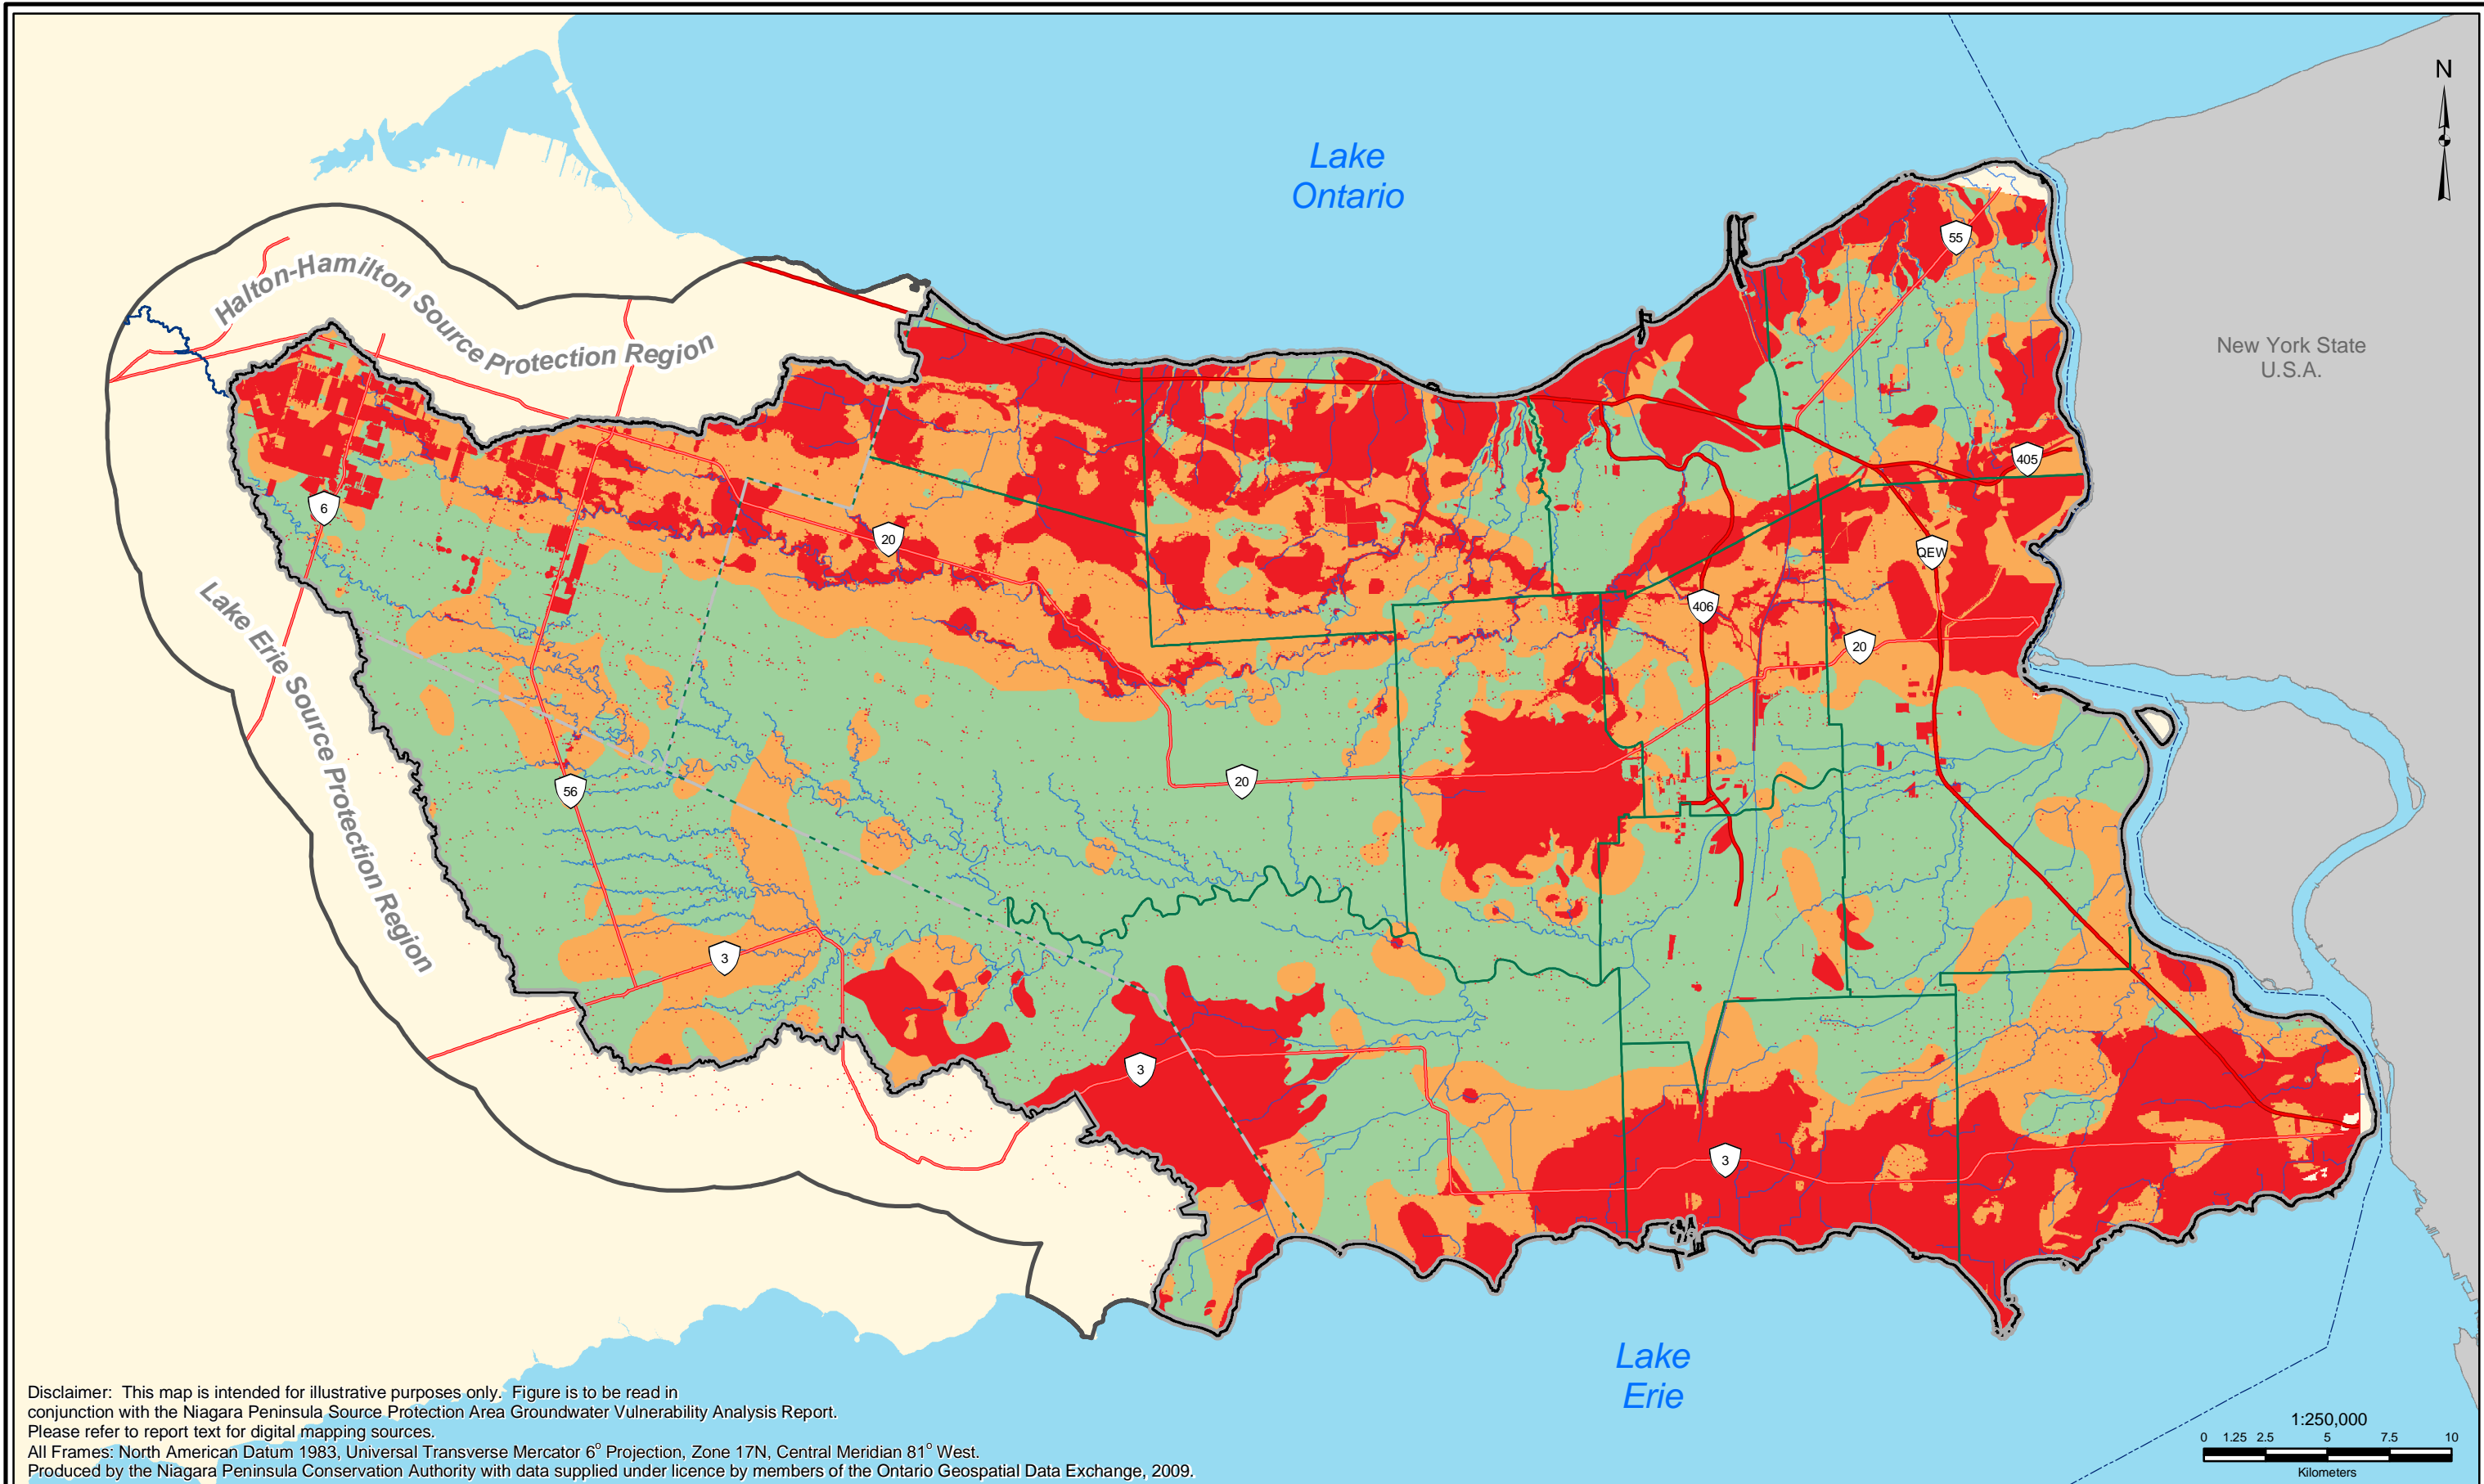 N
Lake
Ontario
New York State
U.S.A.
Halton-Hamilton Source Protection Region
Lake Erie Source Protection Region
55
405
6
20
QEW
406
20
20
56
3
3
3
Lake
Erie
Disclaimer: This map is intended for illustrative purposes only. Figure is to be read in
conjunction with the Niagara Peninsula Source Protection Area Groundwater Vulnerability Analysis Report.
Please refer to report text for digital mapping sources.
All Frames: North American Datum 1983, Universal Transverse Mercator 6° Projection, Zone 17N, Central Meridian 81° West.
Produced by the Niagara Peninsula Conservation Authority with data supplied under licence by members of the Ontario Geospatial Data Exchange, 2009.
1:250,000
0 1.25 2.5 5 7.5 10
Kilometers